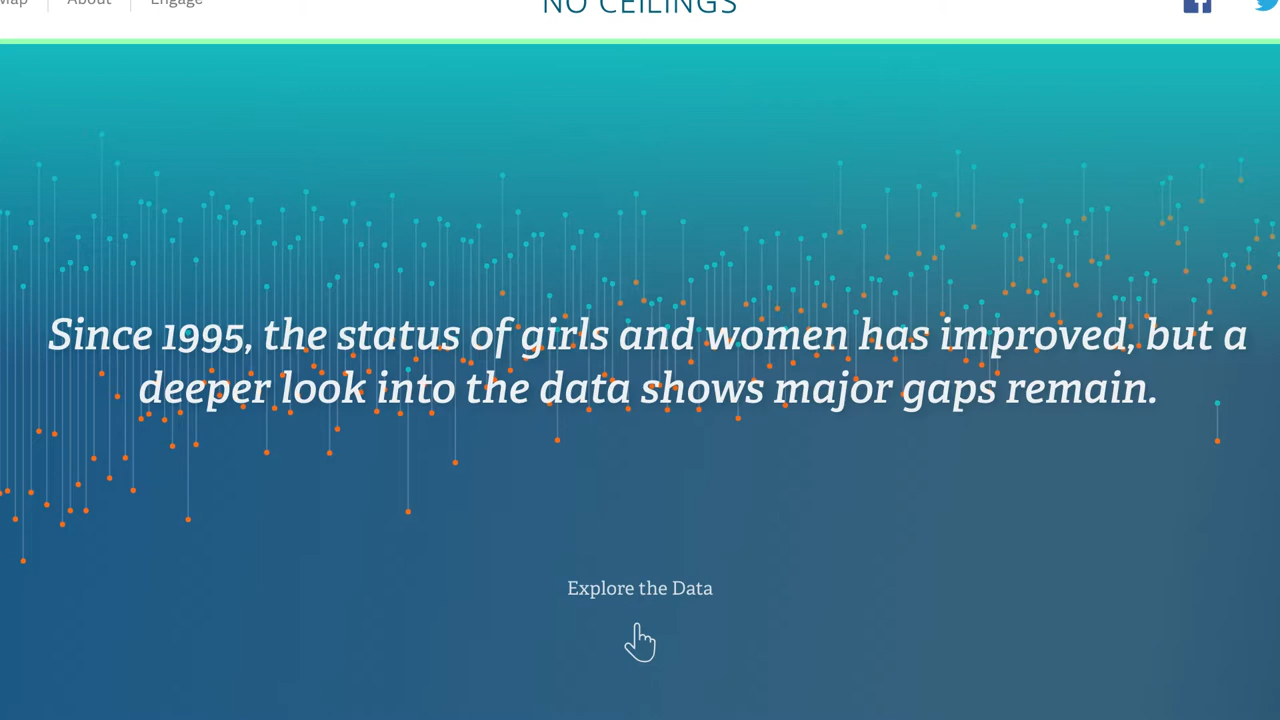 Map
About
Engage
NO CEILINGS
Since 1995, the status of girls and women has improved, but a
deeper look into the data shows major gaps remain.
Explore the Data